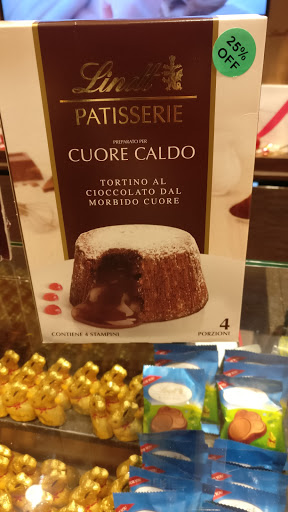 25%
OFF
Lindt
PATISSERIE
PREPARATO PER
CUORE CALDO
TORTINO AL
CIOCCOLATO DAL
MORBIDO CUORE
CONTIENE 4 STAMPINI
4
PORZIONI